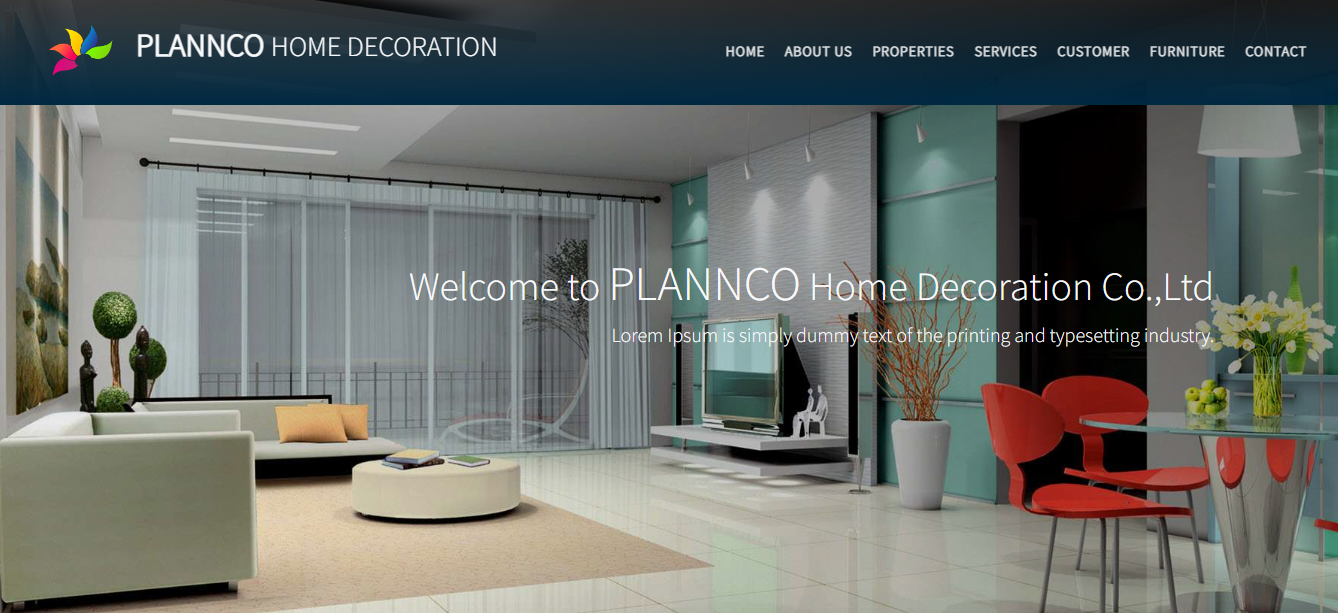 PLANNCO HOME DECORATION
HOME ABOUT US PROPERTIES SERVICES CUSTOMER FURNITURE CONTACT
Welcome to PLANNCO Home Decoration Co.,Ltd
Lorem Ipsum is simply dummy text of the printing and typesetting industry.